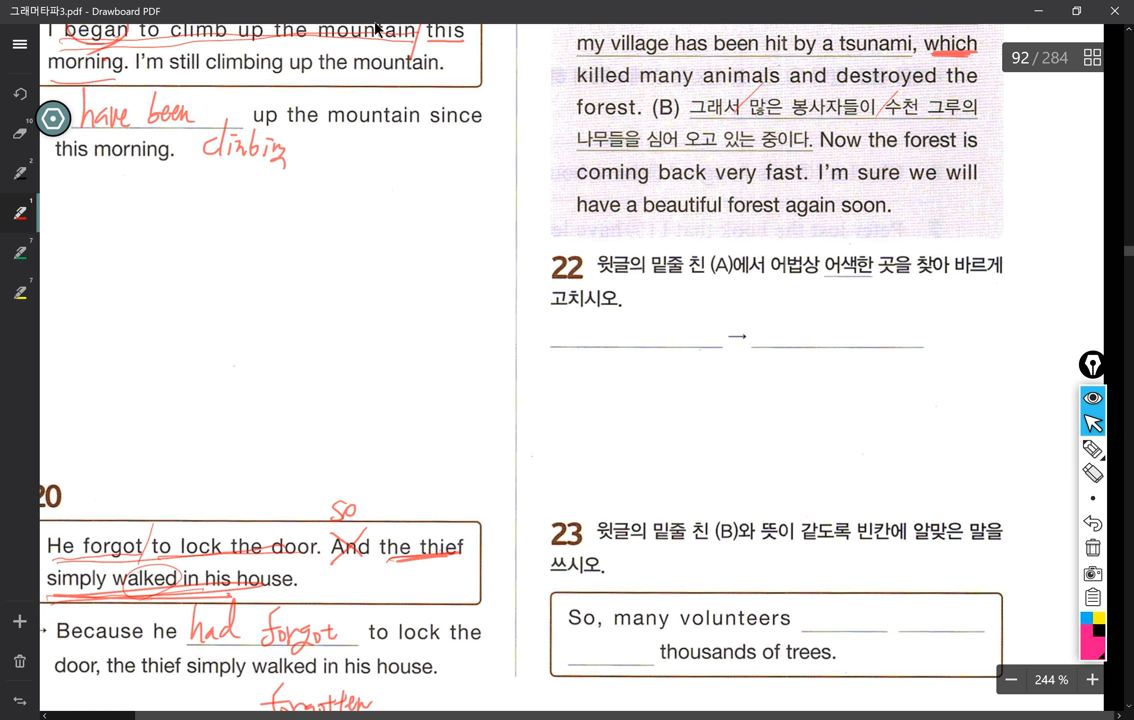 그래머타파3.pdf - Drawboard PDF
I began to climb up the mountain this
morning. I'm still climbing up the mountain.
have been up the mountain since
this morning. climbing
20
so
He forgot to lock the door. And the thief
simply walked in his house.
Because he had forgot to lock the
door, the thief simply walked in his house.
forgotten
my village has been hit by a tsunami, which
killed many animals and destroyed the
forest. (B) 그래서 많은 봉사자들이 수천 그루의
나무들을 심어 오고 있는 중이다. Now the forest is
coming back very fast. I'm sure we will
have a beautiful forest again soon.
22 윗글의 밑줄 친 (A)에서 어법상 어색한 곳을 찾아 바르게
고치시오.
→
23 윗글의 밑줄 친 (B)와 뜻이 같도록 빈칸에 알맞은 말을
쓰시오.
So, many volunteers
thousands of trees.
92 / 284
244 %
10
2
1
7
7